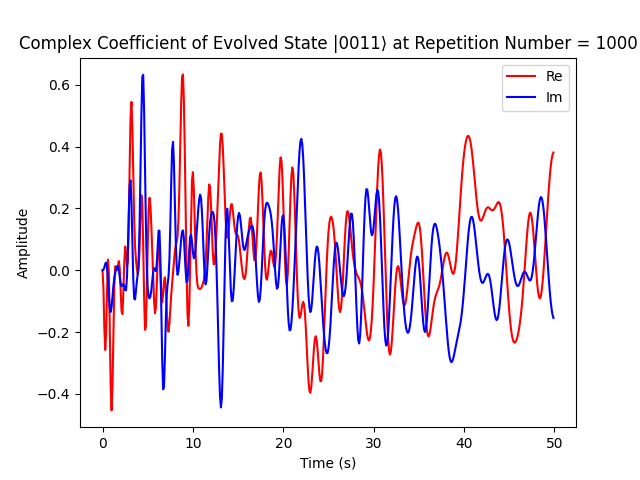 Complex Coefficient of Evolved State |0011⟩ at Repetition Number = 1000
Re
Im
Amplitude
0.6
0.4
0.2
0.0
−0.2
−0.4
0 10 20 30 40 50
Time (s)